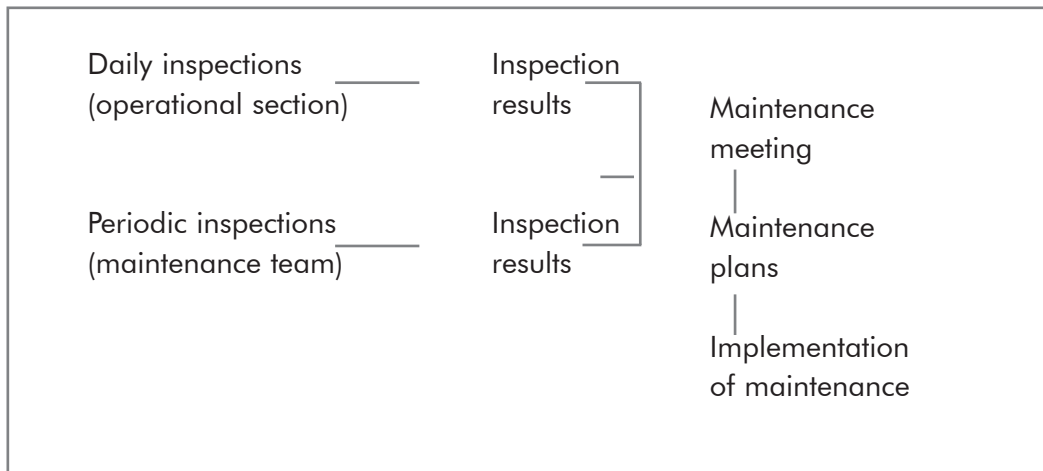 Daily inspections
(operational section)
Inspection
results
Periodic inspections
(maintenance team)
Inspection
results
Maintenance
meeting
Maintenance
plans
Implementation
of maintenance